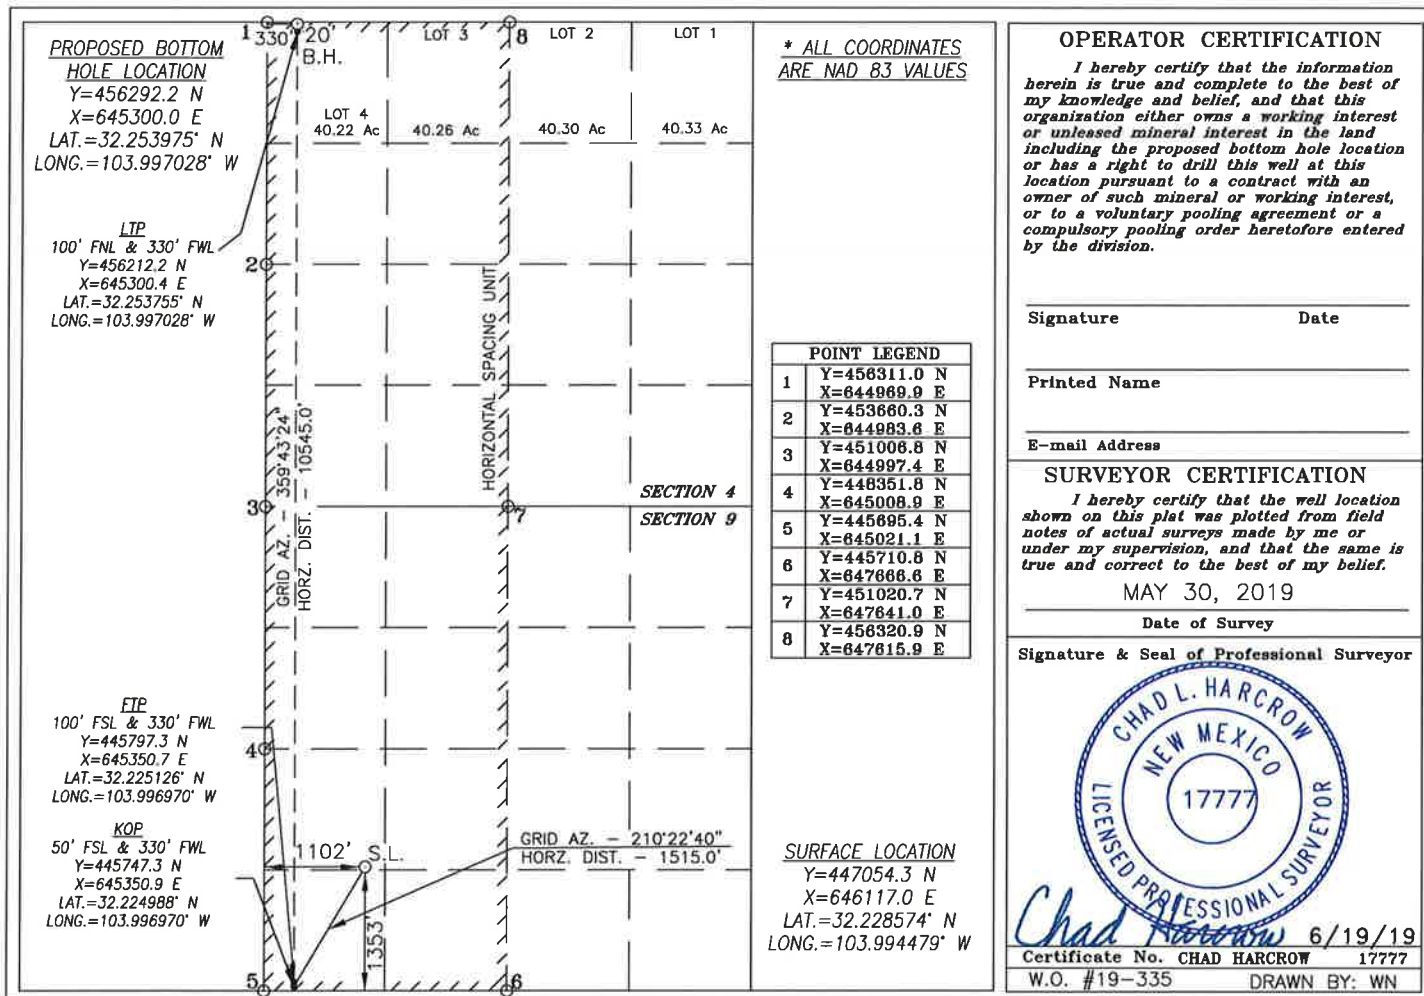 PROPOSED BOTTOM
HOLE LOCATION
Y=456292.2 N
X=645300.0 E
LAT.=32.253975° N
LONG.=103.997028° W
LTP
100' FNL & 330' FWL
Y=456212.2 N
X=645300.4 E
LAT.=32.253755° N
LONG.=103.997028° W
FTP
100' FSL & 330' FWL
Y=445797.3 N
X=645350.7 E
LAT.=32.225126° N
LONG.=103.996970° W
KOP
50' FSL & 330' FWL
Y=445747.3 N
X=645350.9 E
LAT.=32.224988° N
LONG.=103.996970° W
1
330'
20'
B.H.
LOT 3
8
LOT 2
LOT 1
LOT 4
40.22 Ac
40.26 Ac
40.30 Ac
40.33 Ac
2
HORIZONTAL SPACING UNIT
GRID AZ. - 359°43'24"
HORZ. DIST. - 10545.0'
3
7
SECTION 4
SECTION 9
4
1102'
S.L.
GRID AZ. - 210°22'40"
HORZ. DIST. - 1515.0'
1353'
5
6
* ALL COORDINATES
ARE NAD 83 VALUES
POINT LEGEND
1
Y=456311.0 N
X=644969.9 E
2
Y=453660.3 N
X=644983.6 E
3
Y=451006.8 N
X=644997.4 E
4
Y=448351.8 N
X=645008.9 E
5
Y=445695.4 N
X=645021.1 E
6
Y=445710.8 N
X=647666.6 E
7
Y=451020.7 N
X=647641.0 E
8
Y=456320.9 N
X=647615.9 E
SURFACE LOCATION
Y=447054.3 N
X=646117.0 E
LAT.=32.228574° N
LONG.=103.994479° W
OPERATOR CERTIFICATION
I hereby certify that the information
herein is true and complete to the best of
my knowledge and belief, and that this
organization either owns a working interest
or unleased mineral interest in the land
including the proposed bottom hole location
or has a right to drill this well at this
location pursuant to a contract with an
owner of such mineral or working interest,
or to a voluntary pooling agreement or a
compulsory pooling order heretofore entered
by the division.
Signature Date
Printed Name
E-mail Address
SURVEYOR CERTIFICATION
I hereby certify that the well location
shown on this plat was plotted from field
notes of actual surveys made by me or
under my supervision, and that the same is
true and correct to the best of my belief.
MAY 30, 2019
Date of Survey
Signature & Seal of Professional Surveyor
CHAD L. HARCROW
NEW MEXICO
17777
LICENSED PROFESSIONAL SURVEYOR
Chad Harcrow 6/19/19
Certificate No. CHAD HARCROW 17777
W.O. #19-335 DRAWN BY: WN